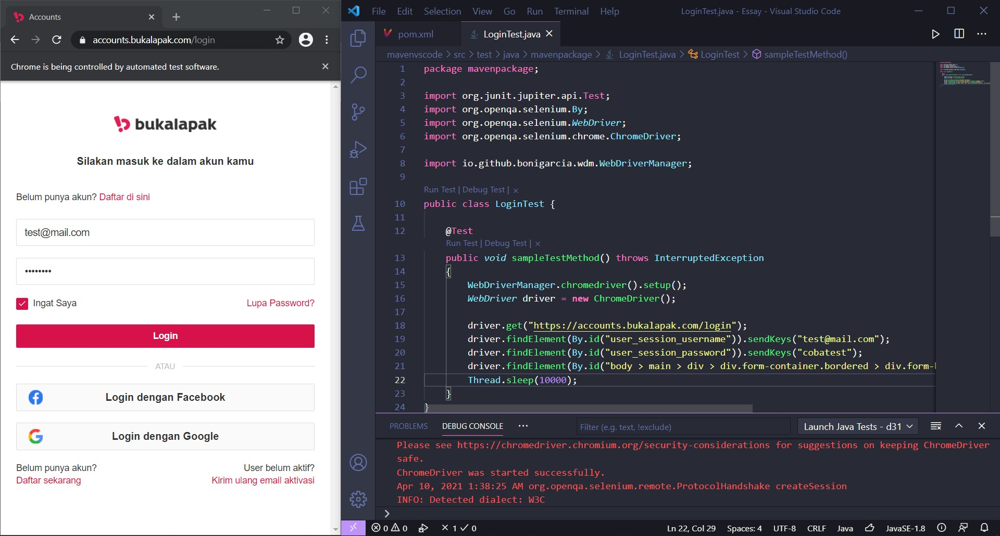 Accounts
accounts.bukalapak.com/login
Chrome is being controlled by automated test software.
bukalapak
Silakan masuk ke dalam akun kamu
Belum punya akun? Daftar di sini
test@mail.com
••••••••
Ingat Saya
Lupa Password?
Login
ATAU
Login dengan Facebook
Login dengan Google
Belum punya akun?
Daftar sekarang
User belum aktif?
Kirim ulang email aktivasi
File Edit Selection View Go Run Terminal Help
LoginTest.java - Essay - Visual Studio Code
pom.xml
LoginTest.java
mavenvscode > src > test > java > mavenpackage > LoginTest.java > LoginTest > sampleTestMethod()
1 package mavenpackage;
2
3 import org.junit.jupiter.api.Test;
4 import org.openqa.selenium.By;
5 import org.openqa.selenium.WebDriver;
6 import org.openqa.selenium.chrome.ChromeDriver;
7
8 import io.github.bonigarcia.wdm.WebDriverManager;
9
Run Test | Debug Test | ×
10 public class LoginTest {
11
12 @Test
Run Test | Debug Test | ×
13 public void sampleTestMethod() throws InterruptedException
14 {
15 WebDriverManager.chromedriver().setup();
16 WebDriver driver = new ChromeDriver();
17
18 driver.get("https://accounts.bukalapak.com/login");
19 driver.findElement(By.id("user_session_username")).sendKeys("test@mail.com");
20 driver.findElement(By.id("user_session_password")).sendKeys("cobatest");
21 driver.findElement(By.id("body > main > div > div.form-container.bordered > div.form-
22 Thread.sleep(10000);
23 }
24 }
PROBLEMS
DEBUG CONSOLE
Filter (e.g. text, !exclude)
Launch Java Tests - d31
Please see https://chromedriver.chromium.org/security-considerations for suggestions on keeping ChromeDriver
safe.
ChromeDriver was started successfully.
Apr 10, 2021 1:38:25 AM org.openqa.selenium.remote.ProtocolHandshake createSession
INFO: Detected dialect: W3C
>
0 0
1 0
Ln 22, Col 29
Spaces: 4
UTF-8
CRLF
Java
JavaSE-1.8